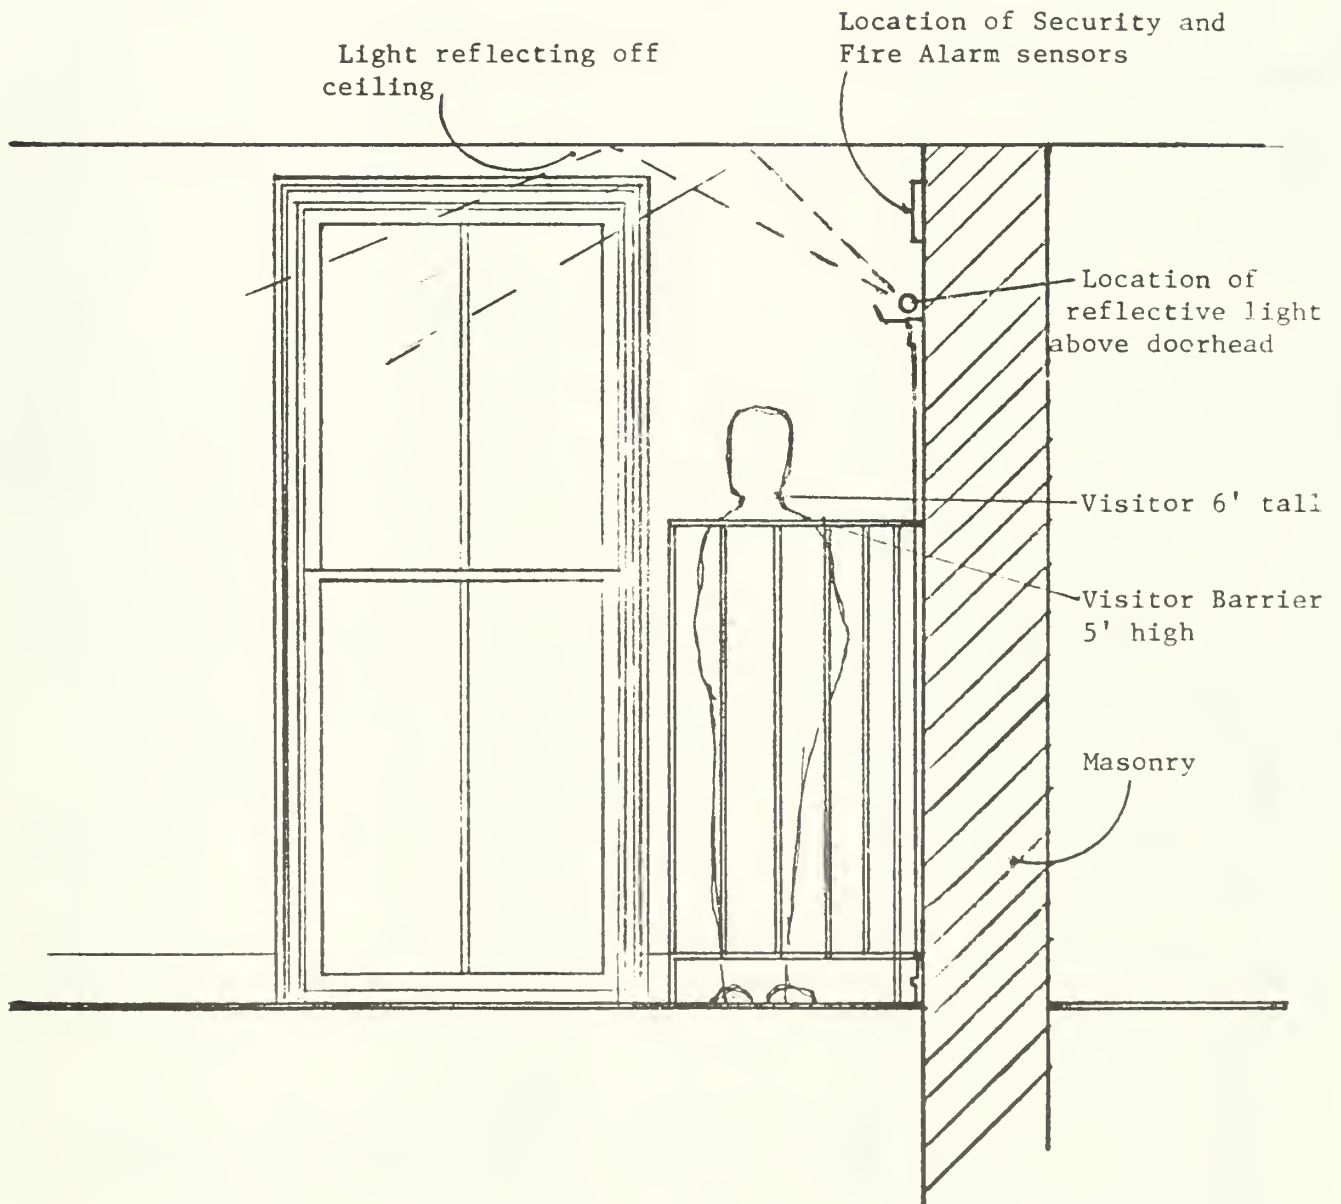 Location of Security and
Fire Alarm sensors
Light reflecting off
ceiling
Location of
reflective light
above doorhead
Visitor 6' tall
Visitor Barrier
5' high
Masonry